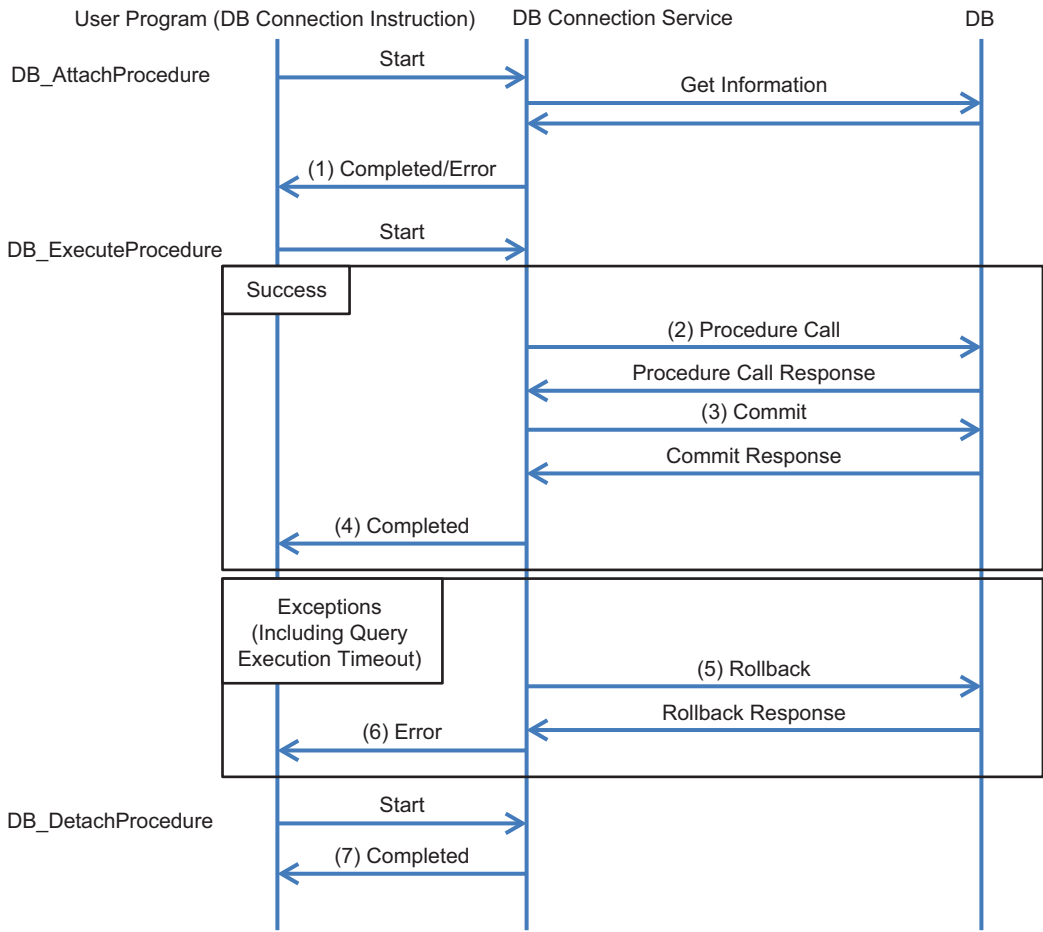 User Program (DB Connection Instruction)
DB Connection Service
DB
DB_AttachProcedure
Start
Get Information
(1) Completed/Error
DB_ExecuteProcedure
Start
Success
(2) Procedure Call
Procedure Call Response
(3) Commit
Commit Response
(4) Completed
Exceptions
(Including Query
Execution Timeout)
(5) Rollback
Rollback Response
(6) Error
DB_DetachProcedure
Start
(7) Completed